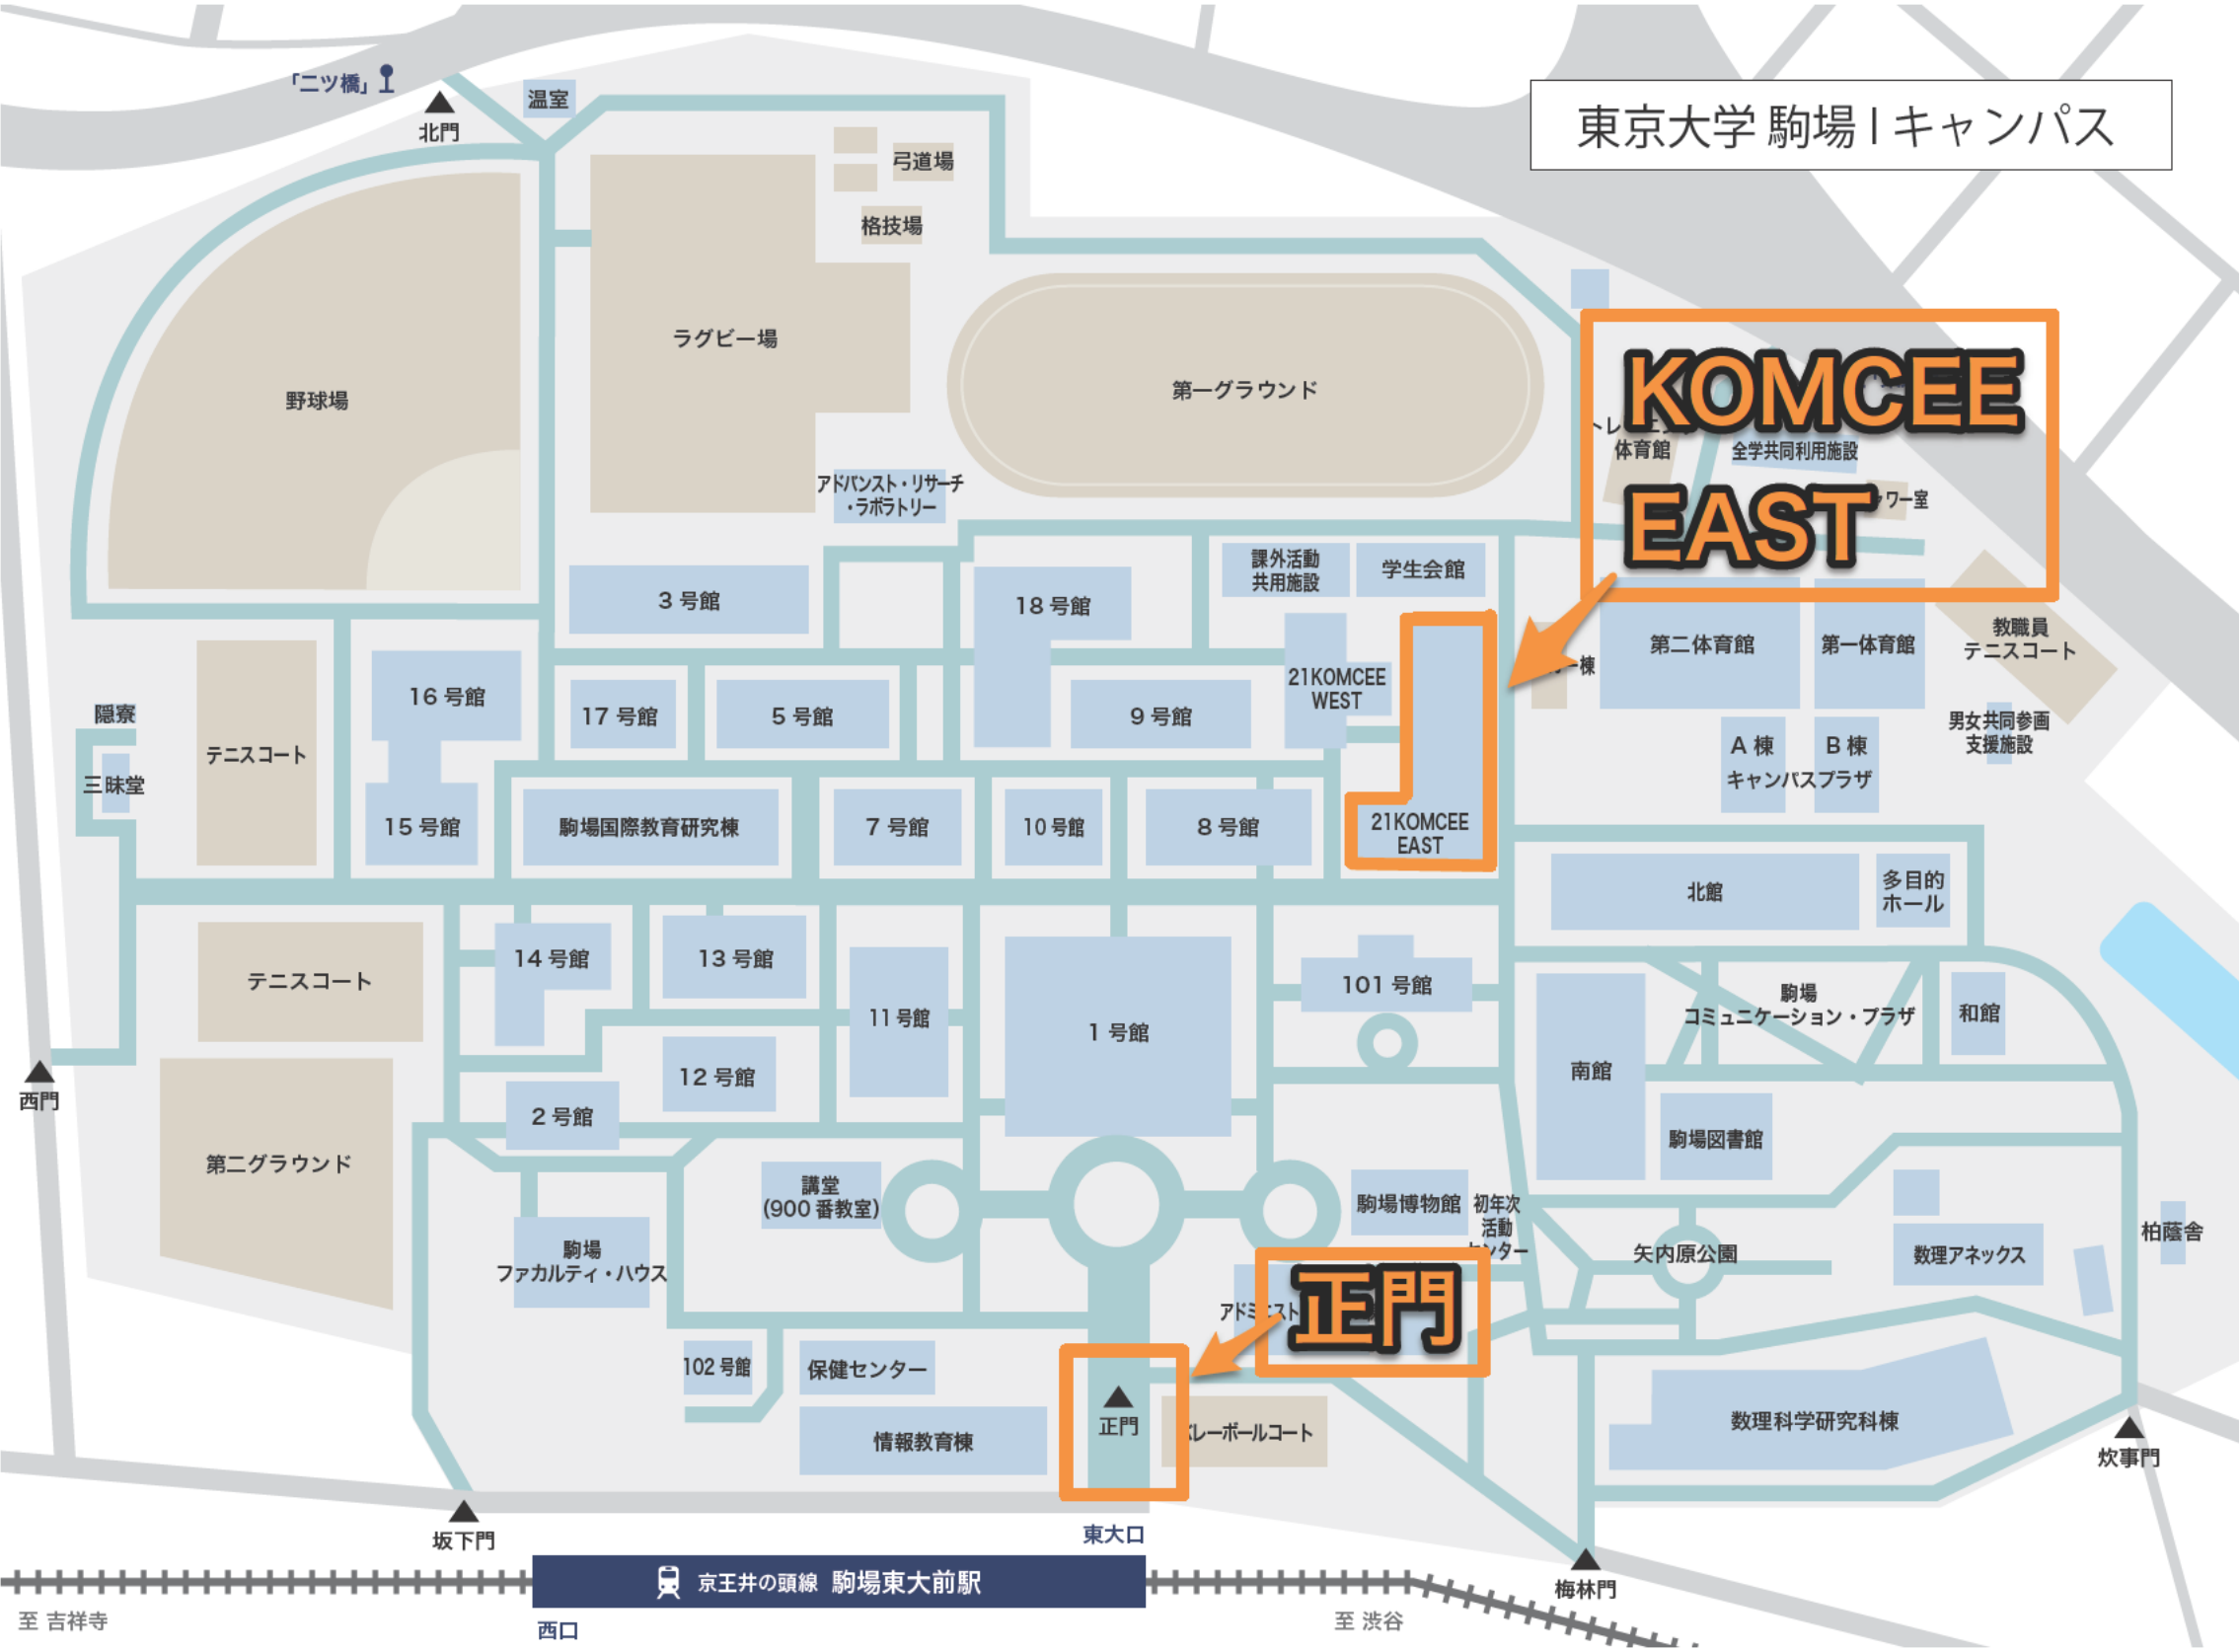 「二ツ橋」
北門
温室
東京大学 駒場 I キャンパス
弓道場
格技場
ラグビー場
野球場
第一グラウンド
KOMCEE
EAST
体育館
全学共同利用施設
ワー室
アドバンスト・リサーチ
・ラボラトリー
3 号館
18 号館
課外活動
共用施設
学生会館
第二体育館
第一体育館
教職員
テニスコート
棟
21KOMCEE
WEST
16 号館
17 号館
5 号館
9 号館
隠寮
テニスコート
三昧堂
男女共同参画
支援施設
A 棟
B 棟
キャンパスプラザ
15 号館
駒場国際教育研究棟
7 号館
10 号館
8 号館
21KOMCEE
EAST
北館
多目的
ホール
14 号館
13 号館
テニスコート
11 号館
1 号館
101 号館
駒場
コミュニケーション・プラザ
和館
南館
12 号館
2 号館
西門
第二グラウンド
駒場図書館
講堂
(900 番教室)
駒場博物館
初年次
活動
センター
駒場
ファカルティ・ハウス
矢内原公園
数理アネックス
柏蔭舎
正門
102 号館
保健センター
情報教育棟
正門
バレーボールコート
数理科学研究科棟
炊事門
坂下門
東大口
京王井の頭線 駒場東大前駅
梅林門
至 吉祥寺
西口
至 渋谷